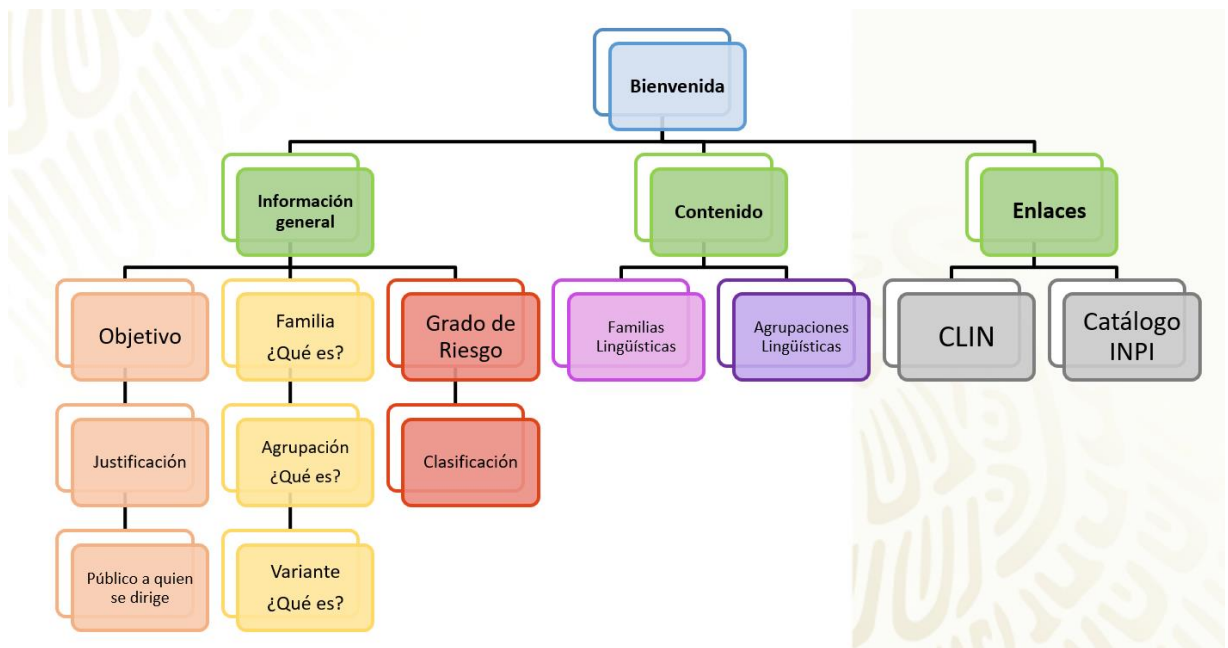 Bienvenida
Información
general
Contenido
Enlaces
Objetivo
Familia
¿Qué es?
Grado de
Riesgo
Familias
Lingüísticas
Agrupaciones
Lingüísticas
CLIN
Catálogo
INPI
Justificación
Agrupación
¿Qué es?
Clasificación
Público a quien
se dirige
Variante
¿Qué es?